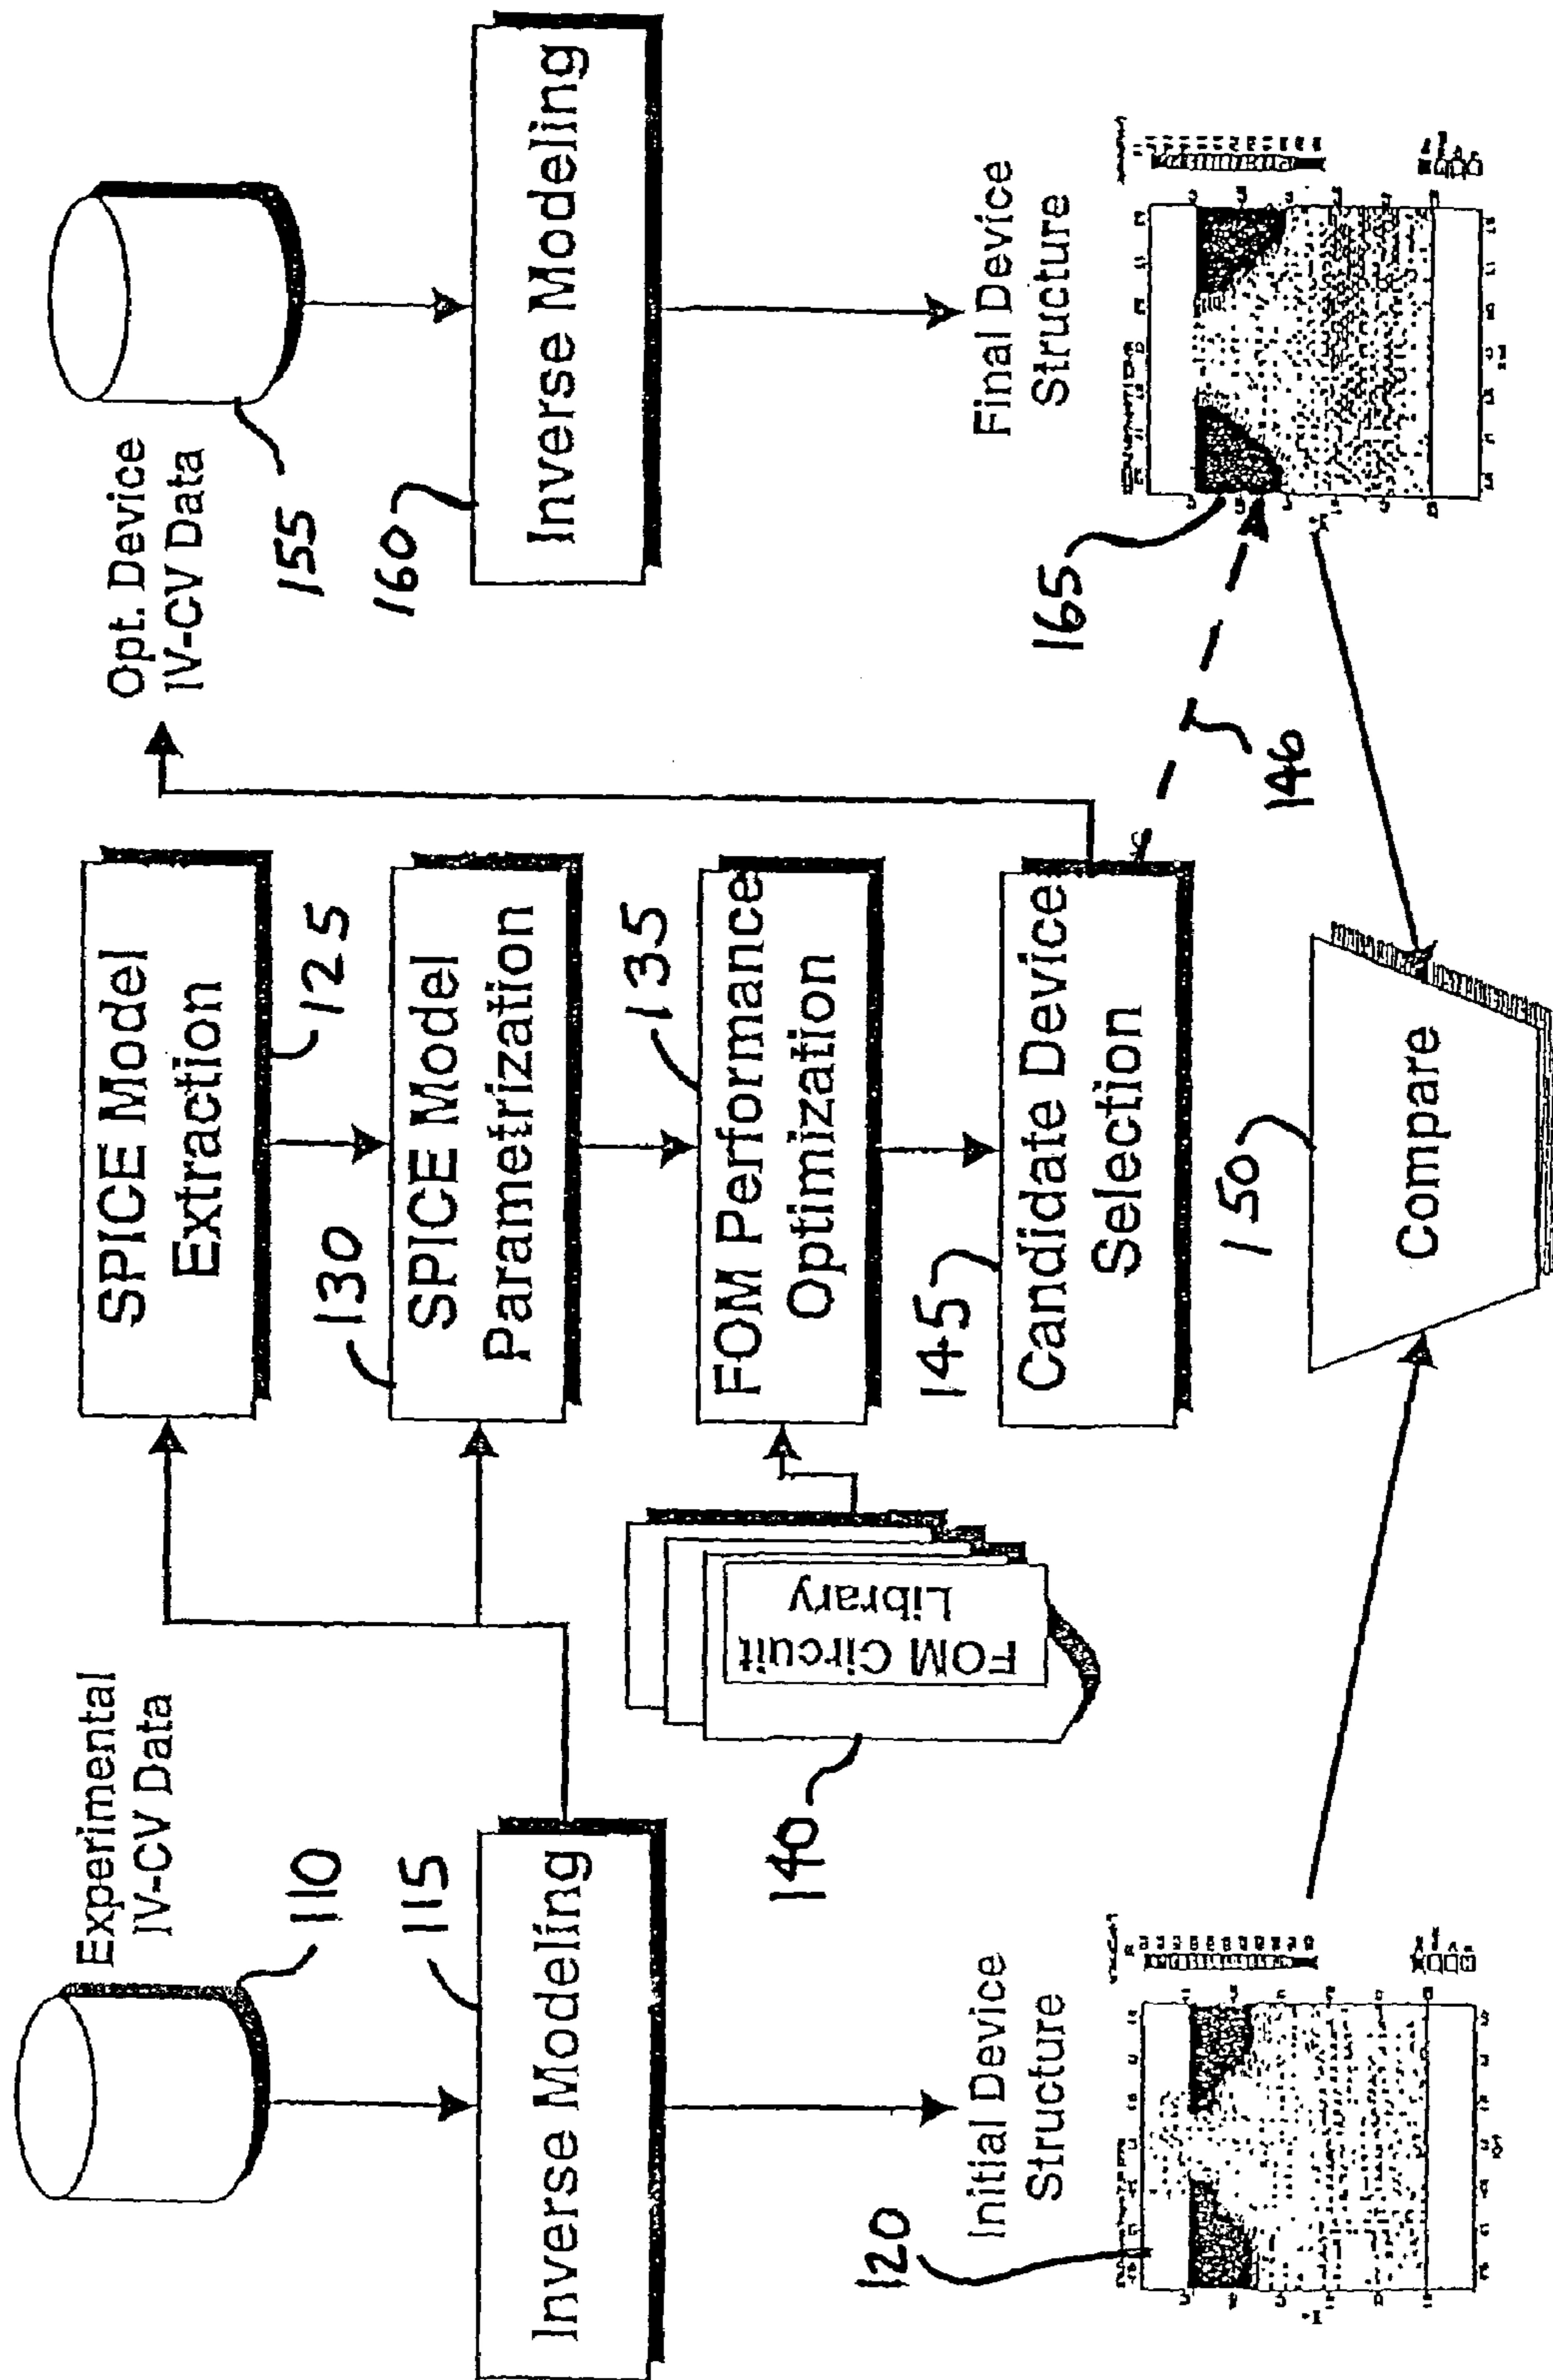 Experimental
IV-CV Data
110
115
Inverse Modeling
Initial Device
Structure
120
SPICE Model
Extraction
125
130
SPICE Model
Parametrization
135
FOM Performance
Optimization
FOM Circuit
Library
140
145
Candidate Device
Selection
146
150
Compare
Opt. Device
IV-CV Data
155
160
Inverse Modeling
Final Device
Structure
165